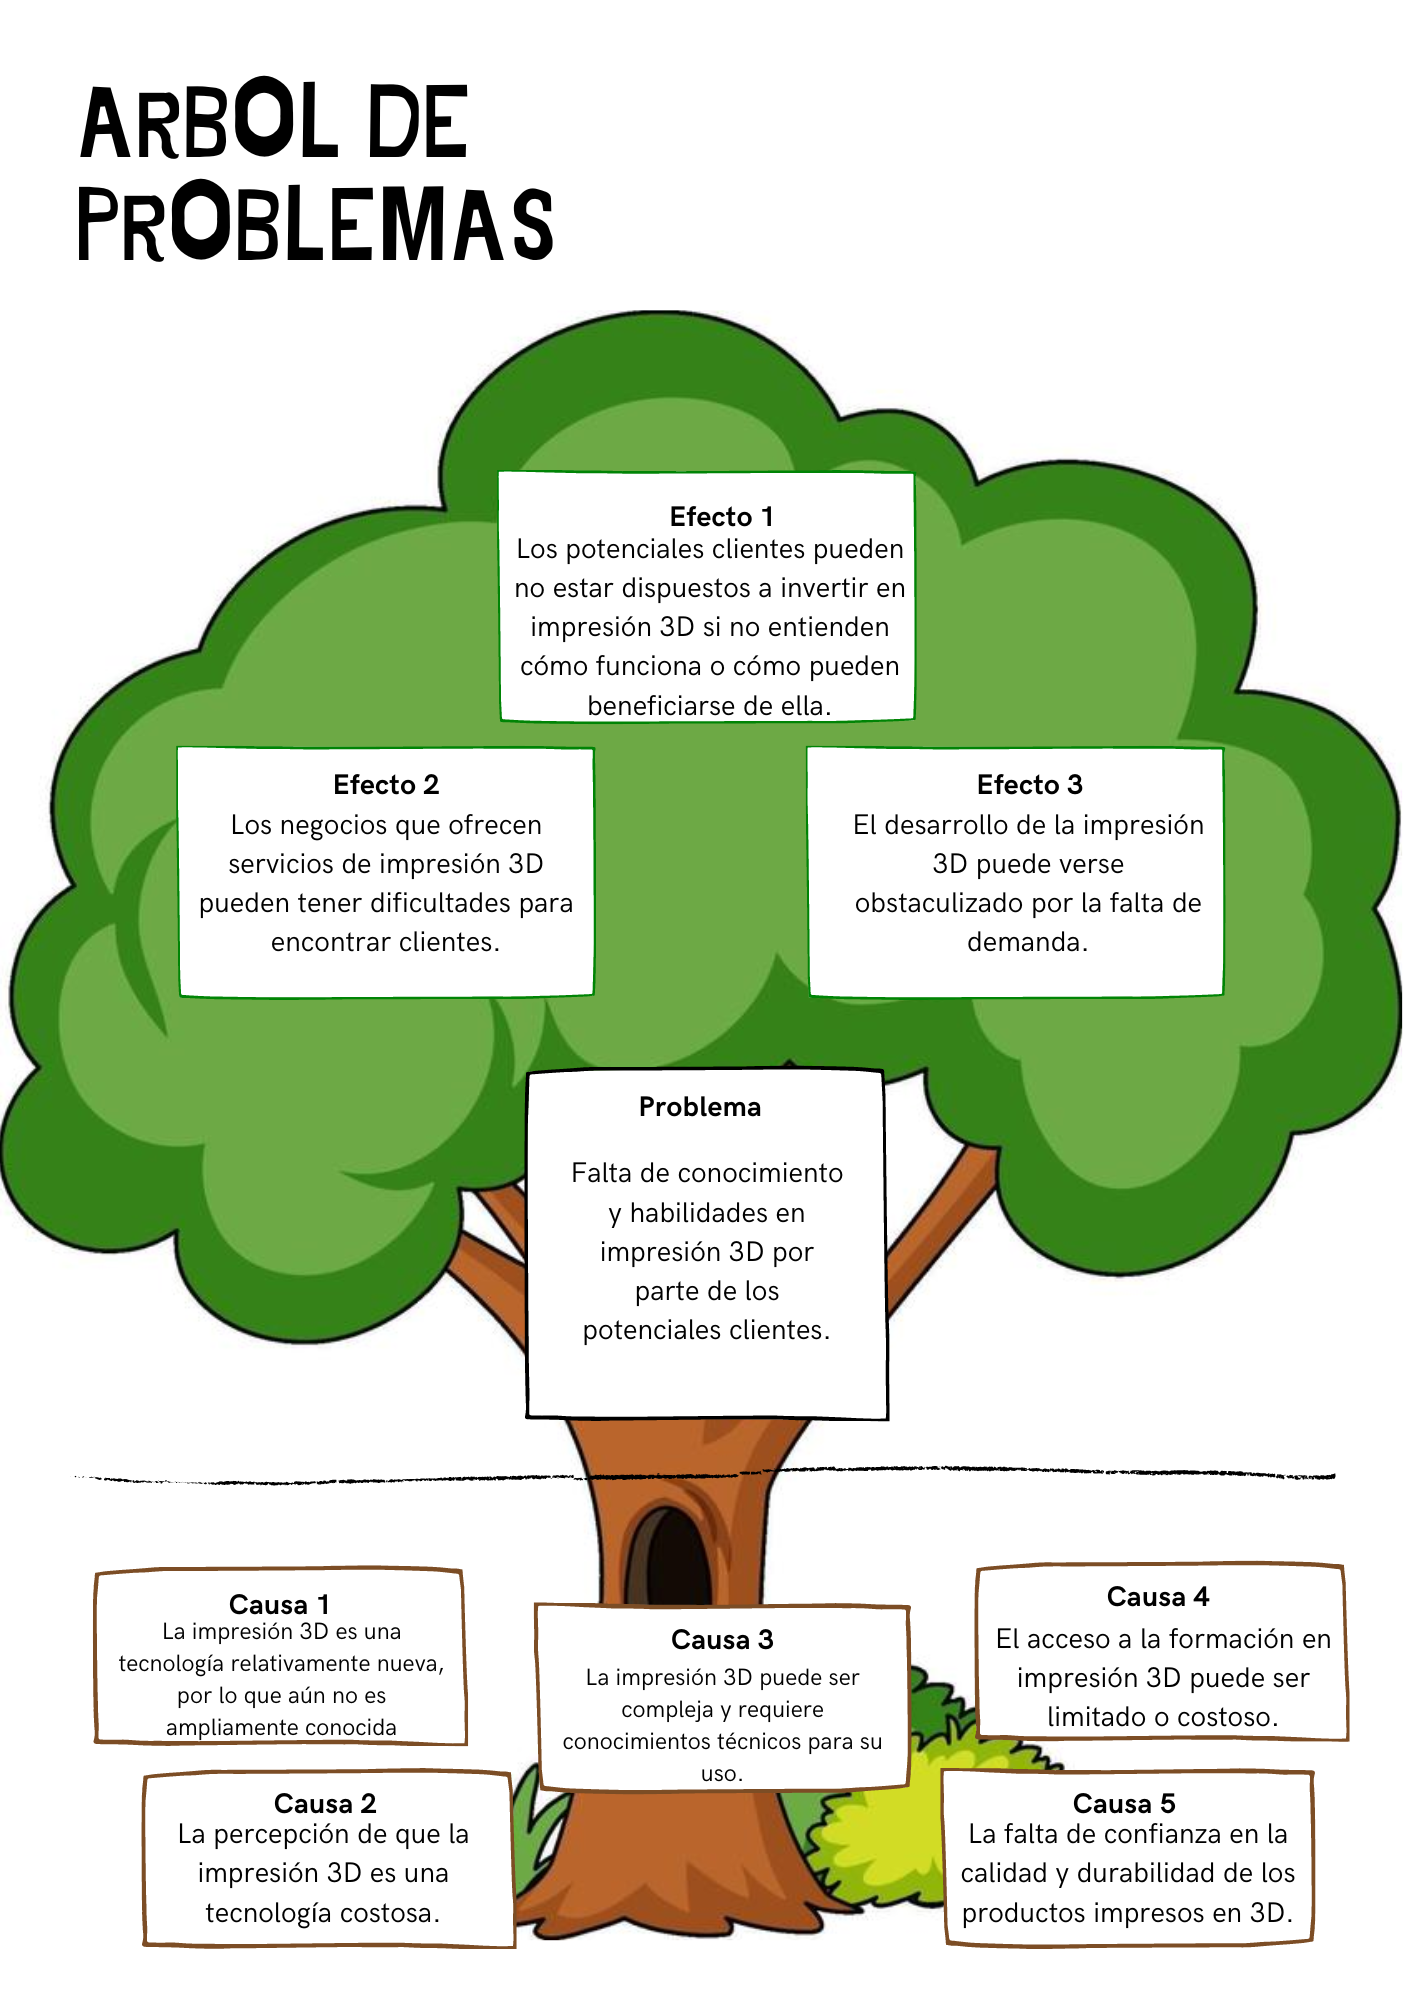 ARBOL DE
PROBLEMAS
Efecto 1
Los potenciales clientes pueden
no estar dispuestos a invertir en
impresión 3D si no entienden
cómo funciona o cómo pueden
beneficiarse de ella.
Efecto 2
Los negocios que ofrecen
servicios de impresión 3D
pueden tener dificultades para
encontrar clientes.
Efecto 3
El desarrollo de la impresión
3D puede verse
obstaculizado por la falta de
demanda.
Problema
Falta de conocimiento
y habilidades en
impresión 3D por
parte de los
potenciales clientes.
Causa 1
La impresión 3D es una
tecnología relativamente nueva,
por lo que aún no es
ampliamente conocida
Causa 2
La percepción de que la
impresión 3D es una
tecnología costosa.
Causa 3
La impresión 3D puede ser
compleja y requiere
conocimientos técnicos para su
uso.
Causa 4
El acceso a la formación en
impresión 3D puede ser
limitado o costoso.
Causa 5
La falta de confianza en la
calidad y durabilidad de los
productos impresos en 3D.